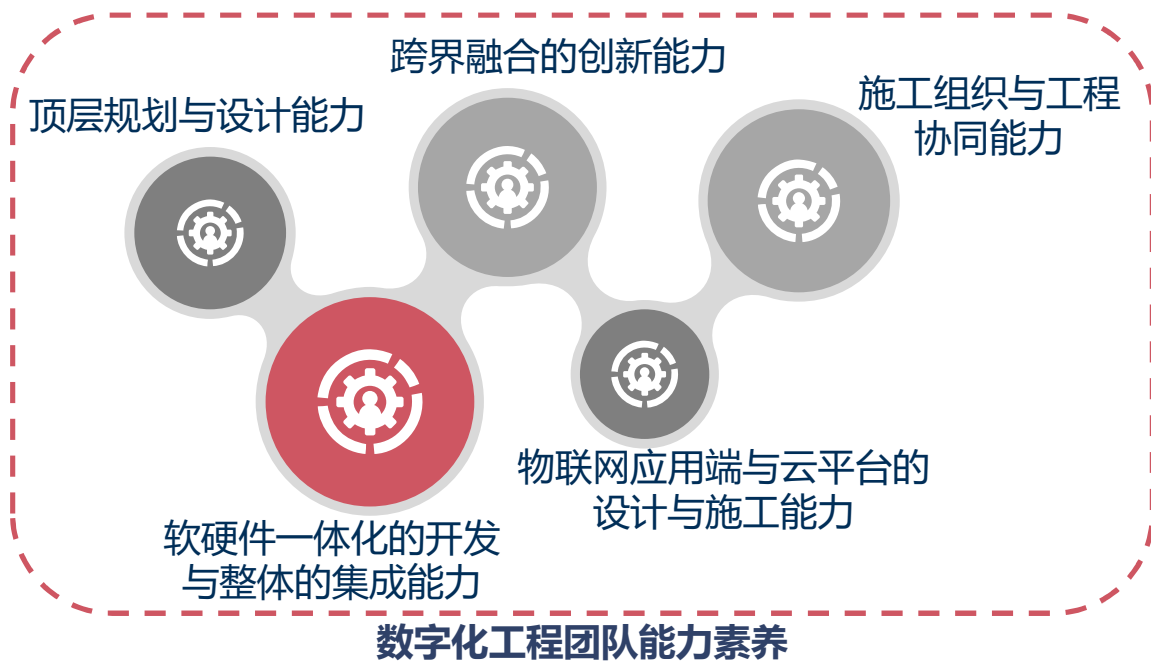 跨界融合的创新能力
顶层规划与设计能力
施工组织与工程
协同能力
物联网应用端与云平台的
设计与施工能力
软硬件一体化的开发
与整体的集成能力
数字化工程团队能力素养